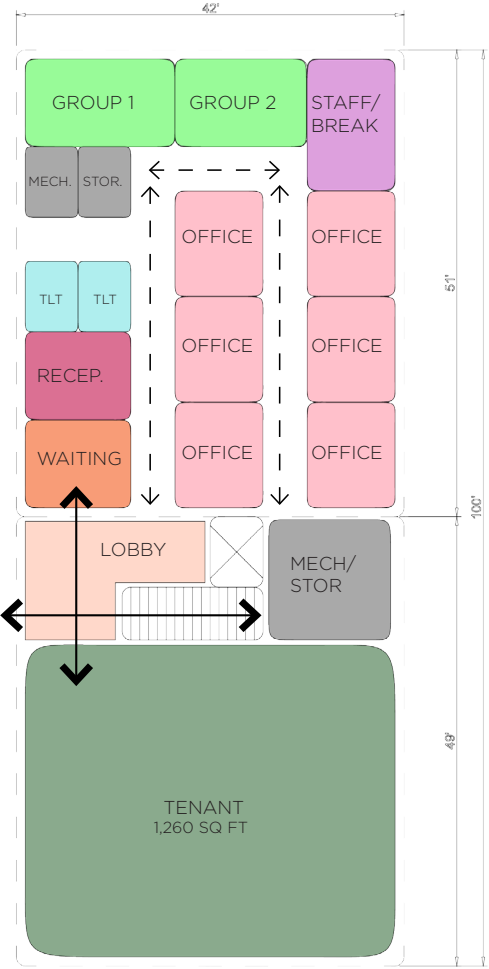 42'
GROUP 1
GROUP 2
STAFF/
BREAK
MECH.
STOR.
OFFICE
OFFICE
TLT
TLT
51'
OFFICE
OFFICE
RECEP.
WAITING
OFFICE
OFFICE
100'
LOBBY
MECH/
STOR
49'
TENANT
1,260 SQ FT